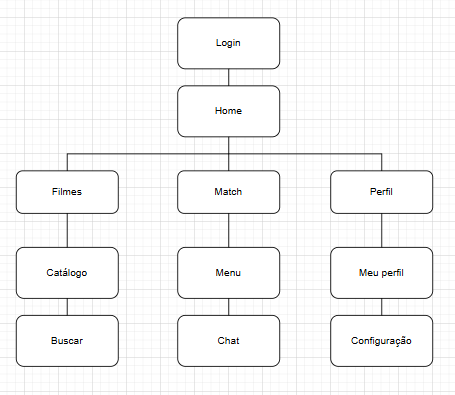 Login
Home
Filmes
Match
Perfil
Catálogo
Menu
Meu perfil
Buscar
Chat
Configuração